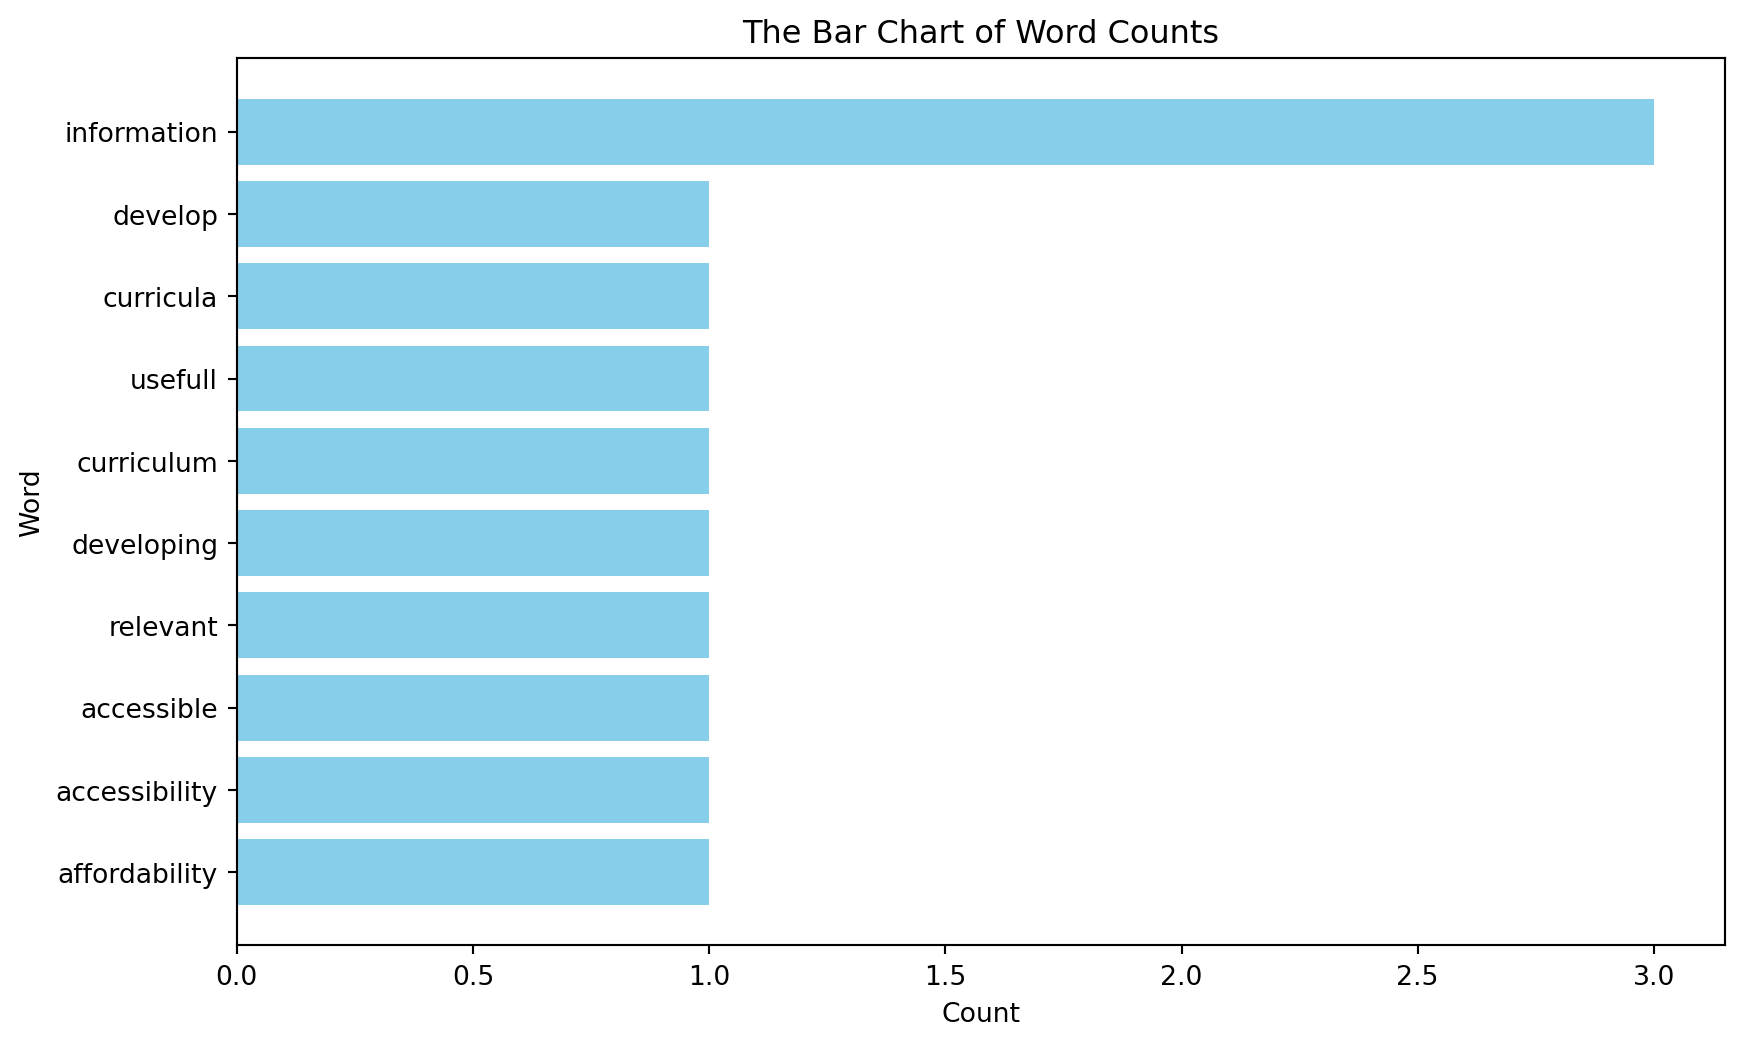 The Bar Chart of Word Counts
information
develop
curricula
usefull
curriculum
developing
relevant
accessible
accessibility
affordability
Word
0.0 0.5 1.0 1.5 2.0 2.5 3.0
Count